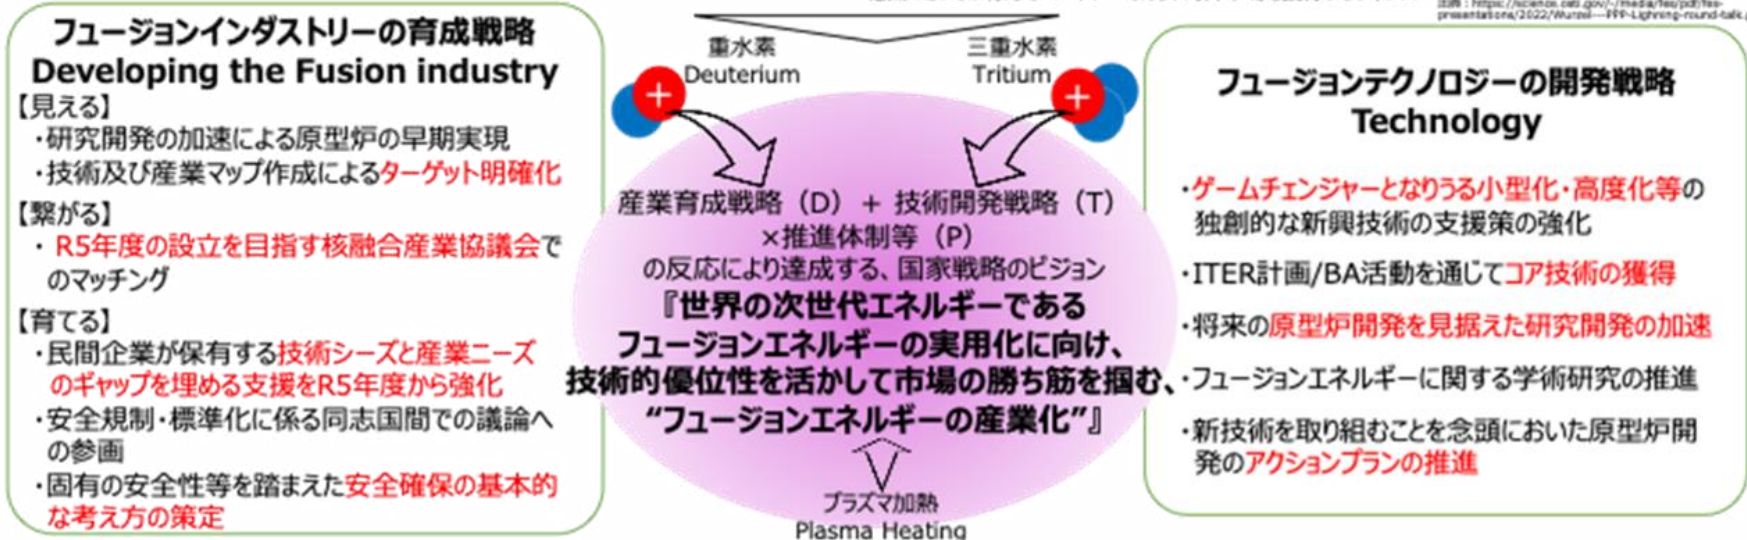 フュージョンインダストリーの育成戦略
Developing the Fusion industry
【見える】
・研究開発の加速による原型炉の早期実現
・技術及び産業マップ作成によるターゲット明確化
【繋がる】
・ R5年度の設立を目指す核融合産業協議会で
のマッチング
【育てる】
・民間企業が保有する技術シーズと産業ニーズ
のギャップを埋める支援をR5年度から強化
・安全規制・標準化に係る同志国間での議論へ
の参画
・固有の安全性等を踏まえた安全確保の基本的
な考え方の策定
重水素
Deuterium
三重水素
Tritium
+
+
産業育成戦略（D）+ 技術開発戦略（T）
×推進体制等（P）
の反応により達成する、国家戦略のビジョン
『世界の次世代エネルギーである
フュージョンエネルギーの実用化に向け、
技術的優位性を活かして市場の勝ち筋を掴む、
“フュージョンエネルギーの産業化”』
プラズマ加熱
Plasma Heating
フュージョンテクノロジーの開発戦略
Technology
・ゲームチェンジャーとなりうる小型化・高度化等の
独創的な新興技術の支援策の強化
・ITER計画/BA活動を通じてコア技術の獲得
・将来の原型炉開発を見据えた研究開発の加速
・フュージョンエネルギーに関する学術研究の推進
・新技術を取り組むことを念頭においた原型炉開
発のアクションプランの推進